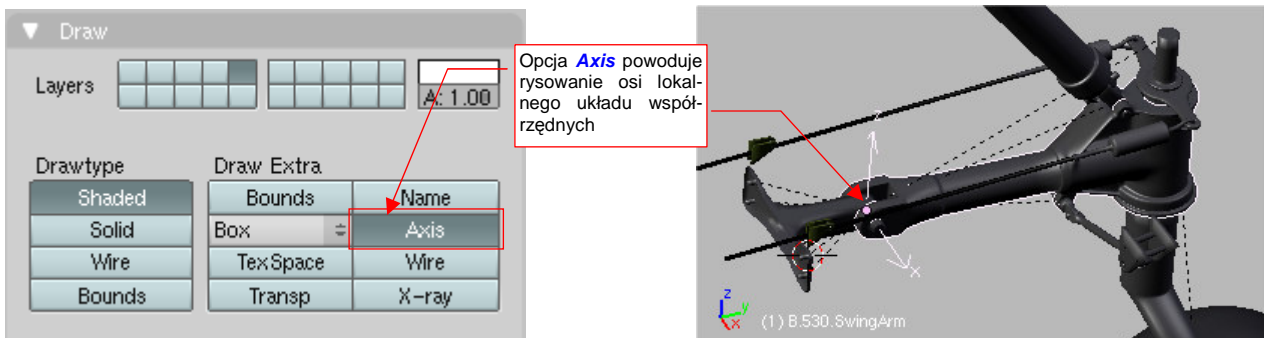 Draw
Layers
A: 1.00
Drawtype
Draw Extra
Shaded
Bounds
Name
Solid
Box
Axis
Wire
TexSpace
Wire
Bounds
Transp
X-ray
Opcja Axis powoduje
rysowanie osi lokal-
nego układu współ-
rzędnych
z
x
z
y
x
(1) B.530.SwingArm